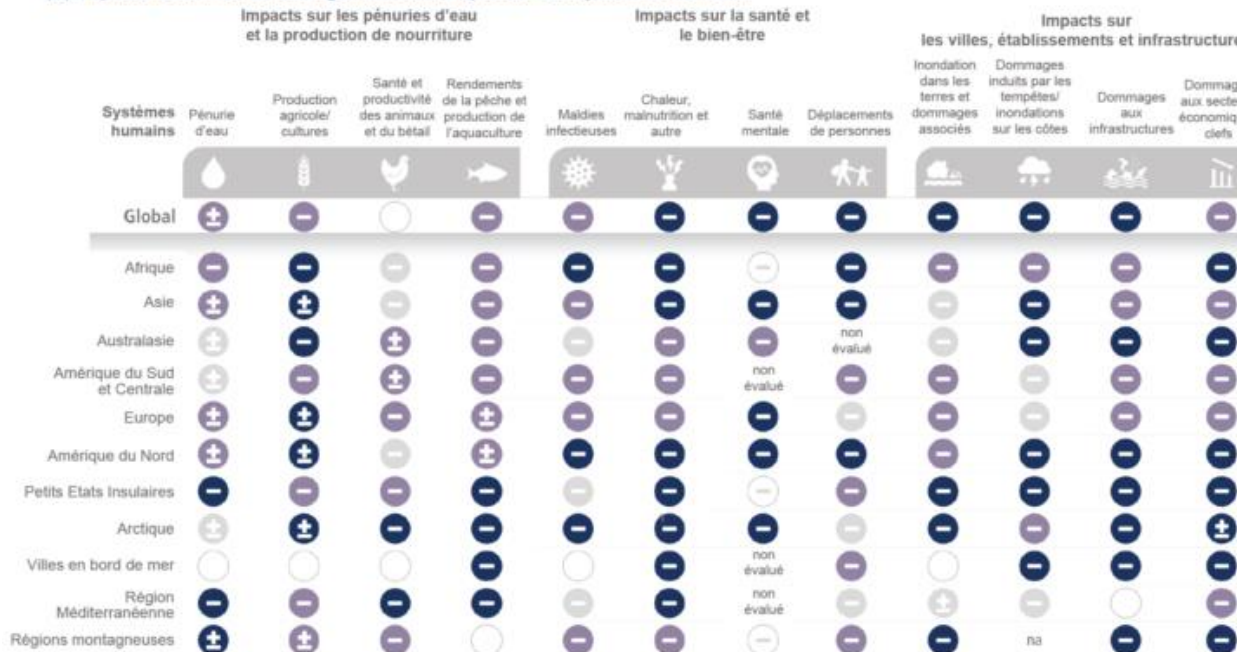 Impacts sur les pénuries d'eau
et la production de nourriture
Impacts sur la santé et
le bien-être
Impacts sur
les villes, établissements et infrastructure
Systèmes
humains
Pénurie
d'eau
Production
agricole/
cultures
Santé et
productivité
des animaux
et du bétail
Rendements
de la pêche et
production de
l'aquaculture
Maldies
infectieuses
Chaleur,
malnutrition et
autre
Santé
mentale
Déplacements
de personnes
Inondation
dans les
terres et
dommages
associés
Dommages
induits par les
tempêtes/
inondations
sur les côtes
Dommages
aux
infrastructures
Dommag
aux secte
économiq
clefs
Global
Afrique
Asie
Australasie
non
évalué
Amérique du Sud
et Centrale
non
évalué
Europe
Amérique du Nord
Petits Etats Insulaires
Arctique
Villes en bord de mer
non
évalué
Région
Méditerranéenne
non
évalué
Régions montagneuses
na